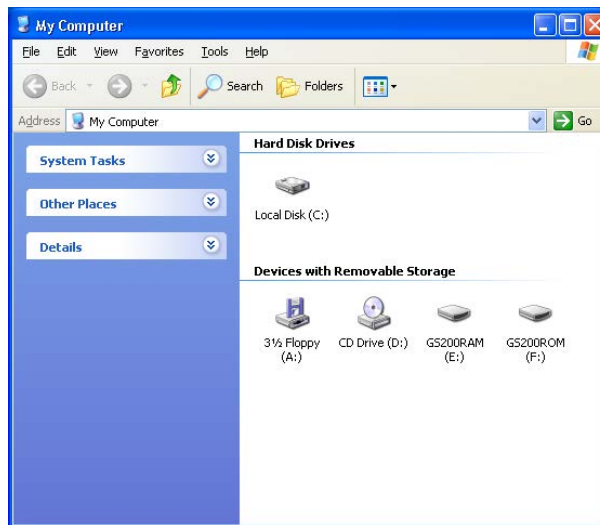 My Computer
File Edit View Favorites Tools Help
Back Search Folders
Address My Computer Go
System Tasks
Other Places
Details
Hard Disk Drives
Local Disk (C:)
Devices with Removable Storage
3½ Floppy (A:)
CD Drive (D:)
GS200RAM (E:)
GS200ROM (F:)